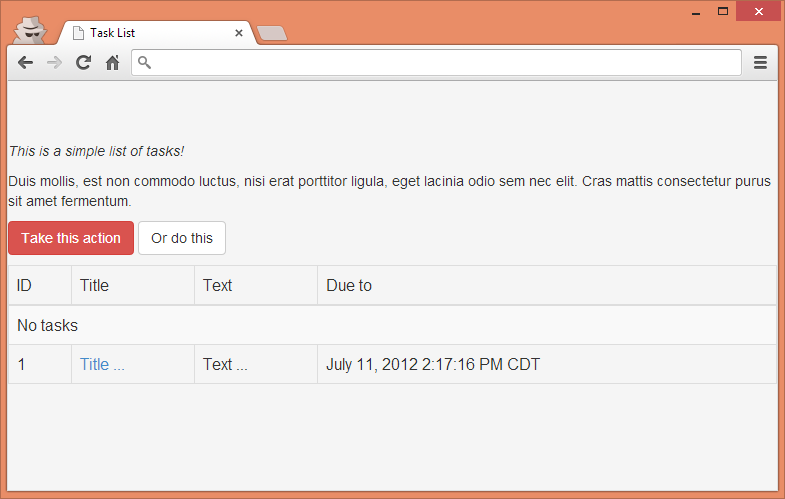 Task List
This is a simple list of tasks!
Duis mollis, est non commodo luctus, nisi erat porttitor ligula, eget lacinia odio sem nec elit. Cras mattis consectetur purus
sit amet fermentum.
Take this action Or do this
ID Title Text Due to
No tasks
1 Title ... Text ... July 11, 2012 2:17:16 PM CDT